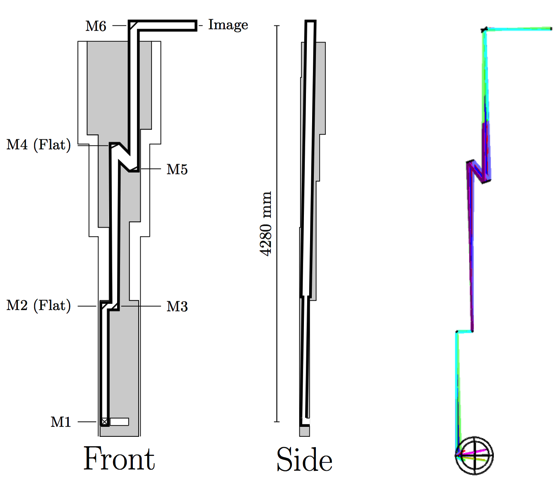 M6
Image
M4 (Flat)
M5
4280 mm
M2 (Flat)
M3
M1
Front
Side